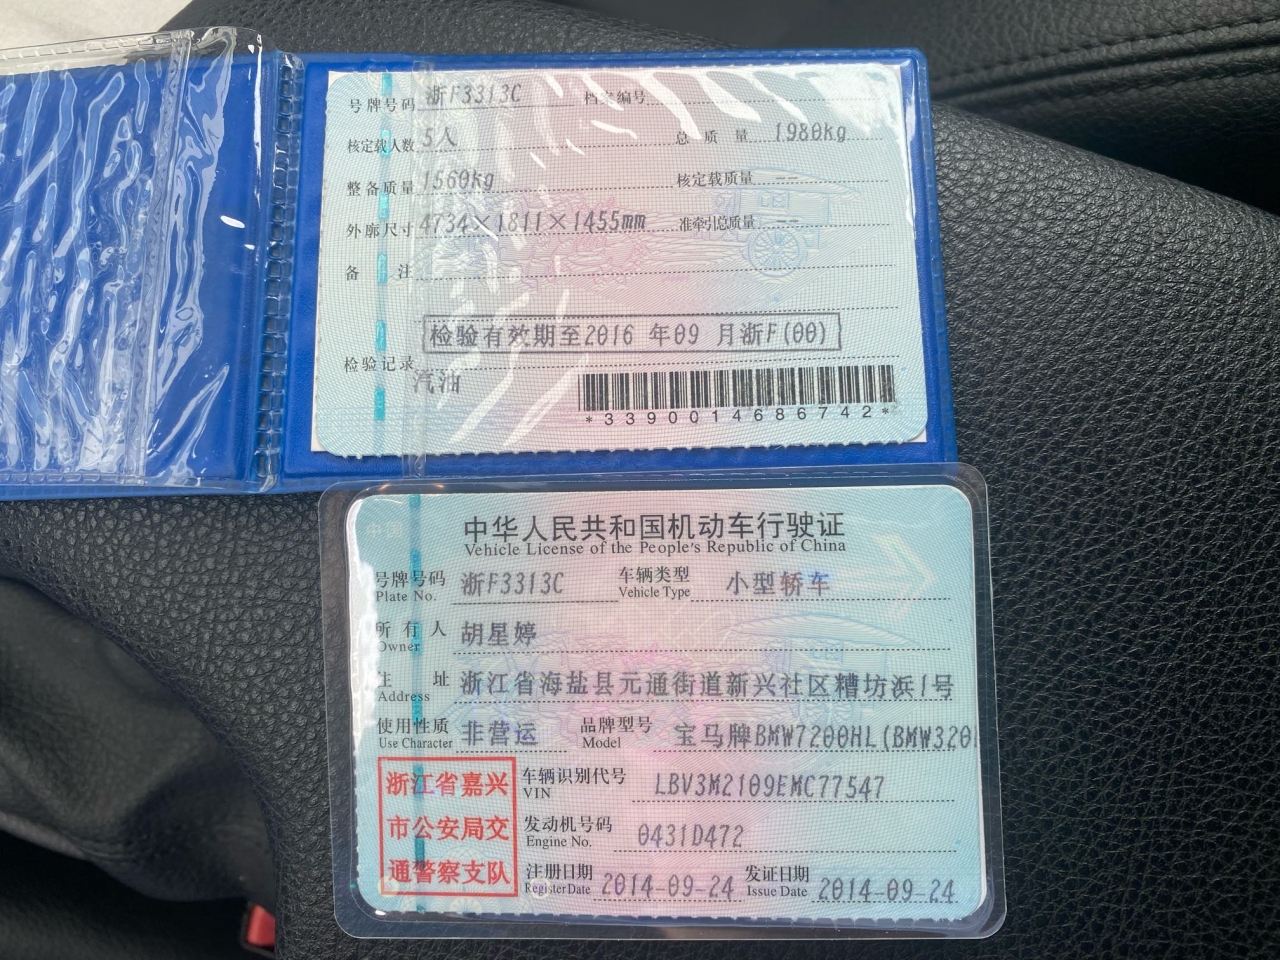 号牌号码 浙F3313C 档案编号
核定载人数 5人 总质量 1980kg
整备质量 1560kg 核定载质量 --
外廓尺寸 4734×1811×1455mm 准牵引总质量 --
备注
检验有效期至2016 年09 月浙F(00)
检验记录
汽油
*3390014686742*
中华人民共和国机动车行驶证
Vehicle License of the People's Republic of China
号牌号码 浙F3313C 车辆类型 小型轿车
Plate No. Vehicle Type
所有人 胡星婷
Owner
住址 浙江省海盐县元通街道新兴社区糟坊浜1号
Address
使用性质 非营运 品牌型号 宝马牌BMW7200HL(BMW320
Use Character Model
浙江省嘉兴
市公安局交
通警察支队
车辆识别代号 LBV3M2109EMC77547
VIN
发动机号码 0431D472
Engine No.
注册日期 2014-09-24 发证日期 2014-09-24
Register Date Issue Date